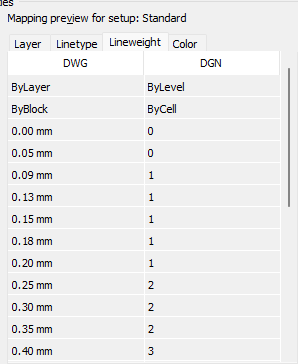 Mapping preview for setup: Standard
Layer Linetype Lineweight Color
DWG DGN
ByLayer ByLevel
ByBlock ByCell
0.00 mm 0
0.05 mm 0
0.09 mm 1
0.13 mm 1
0.15 mm 1
0.18 mm 1
0.20 mm 1
0.25 mm 2
0.30 mm 2
0.35 mm 2
0.40 mm 3